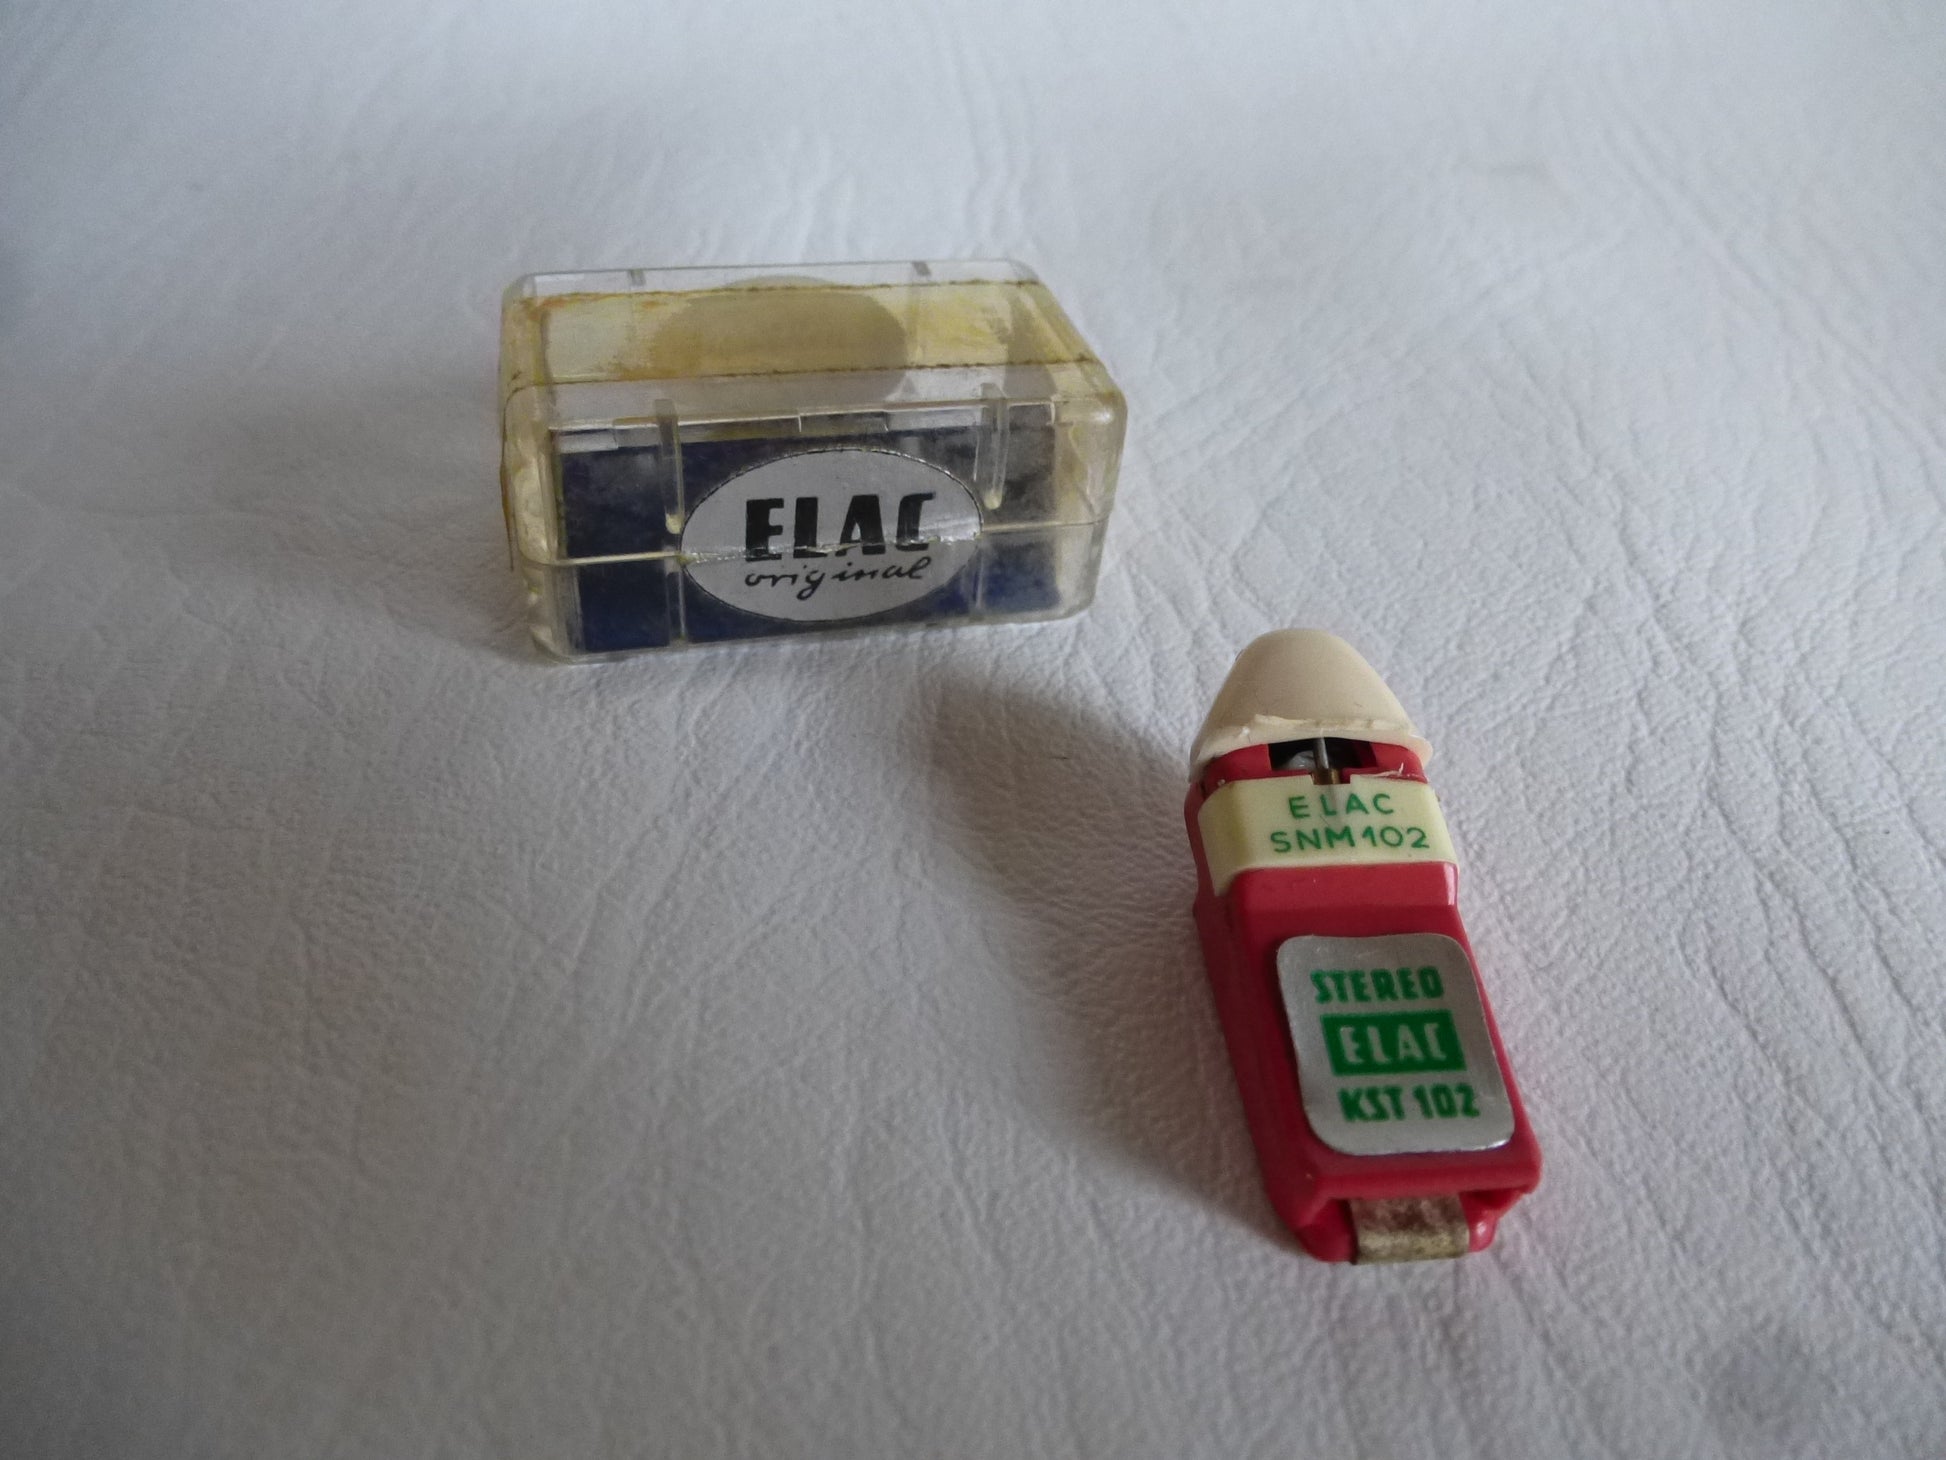 ELAC
original
ELAC
SNM102
STEREO
ELAC
KST 102